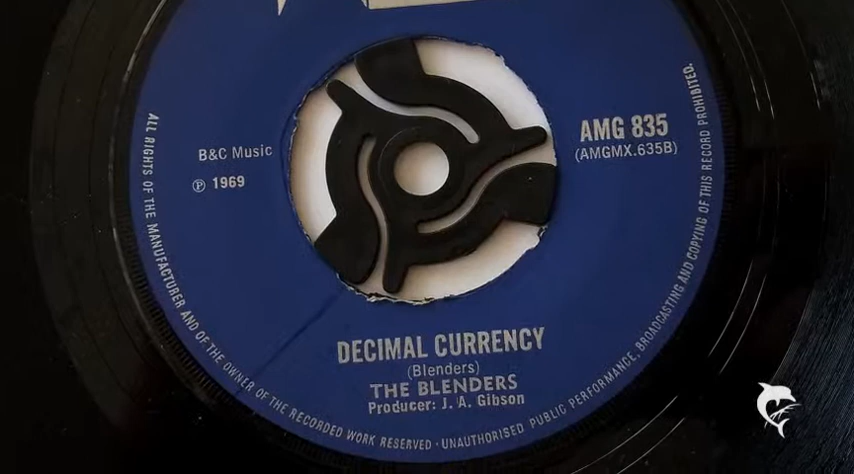 B&C Music
℗ 1969
AMG 835
(AMGMX.635B)
DECIMAL CURRENCY
(Blenders)
THE BLENDERS
Producer: J. A. Gibson
ALL RIGHTS OF THE MANUFACTURER AND OF THE OWNER OF THE RECORDED WORK RESERVED · UNAUTHORISED PUBLIC PERFORMANCE, BROADCASTING AND COPYING OF THIS RECORD PROHIBITED.